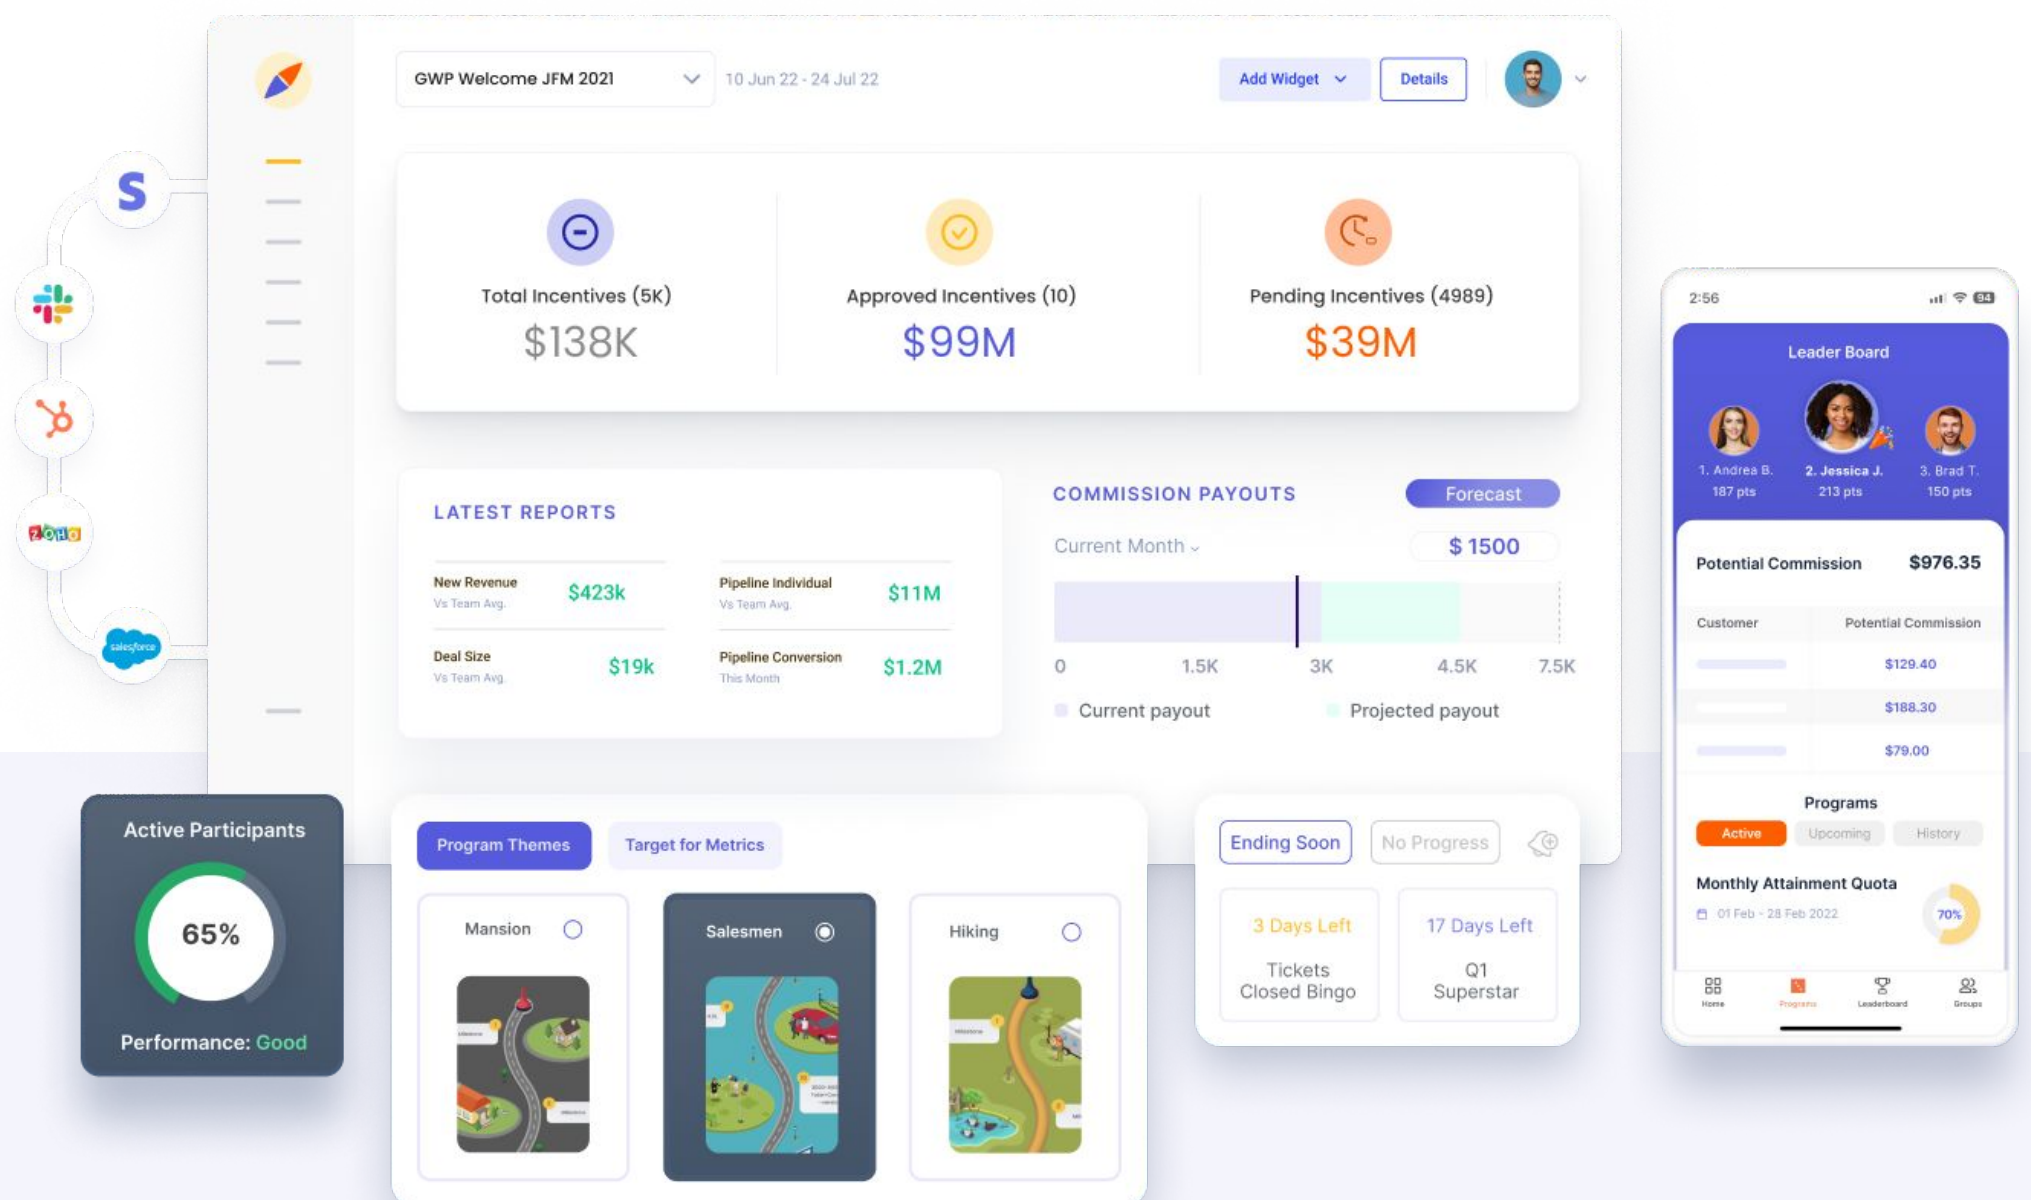 GWP Welcome JFM 2021
10 Jun 22 - 24 Jul 22
Add Widget
Details
S
Total Incentives (5K)
$138K
Approved Incentives (10)
$99M
Pending Incentives (4989)
$39M
ZOHO
salesforce
LATEST REPORTS
New Revenue
Vs Team Avg.
$423k
Pipeline Individual
Vs Team Avg.
$11M
Deal Size
Vs Team Avg.
$19k
Pipeline Conversion
This Month
$1.2M
COMMISSION PAYOUTS
Forecast
Current Month
$ 1500
0 1.5K 3K 4.5K 7.5K
Current payout
Projected payout
Active Participants
65%
Performance: Good
Program Themes
Target for Metrics
Mansion
Salesmen
Hiking
Milestone
Ending Soon
No Progress
3 Days Left
Tickets
Closed Bingo
17 Days Left
Q1
Superstar
2:56
94
Leader Board
1. Andrea B.
187 pts
2. Jessica J.
213 pts
3. Brad T.
150 pts
Potential Commission $976.35
Customer Potential Commission
$129.40
$188.30
$79.00
Programs
Active
Upcoming
History
Monthly Attainment Quota
01 Feb - 28 Feb 2022
70%
Home
Programs
Leaderboard
Groups